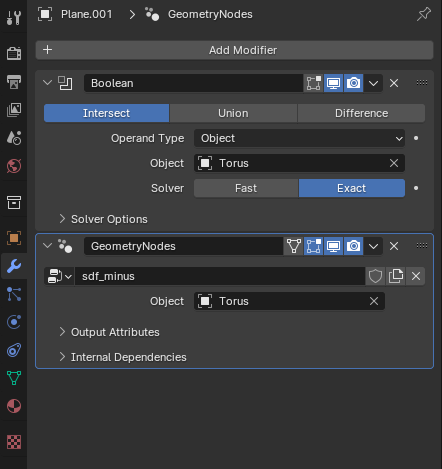 Plane.001 > GeometryNodes
+ Add Modifier
Boolean
Intersect Union Difference
Operand Type Object
Object Torus
Solver Fast Exact
Solver Options
GeometryNodes
sdf_minus
Object Torus
Output Attributes
Internal Dependencies